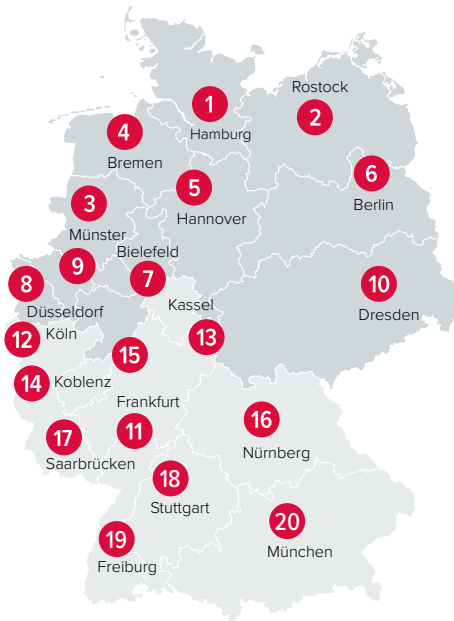 Rostock
1
2
Hamburg
4
Bremen
5
6
Hannover
Berlin
3
Münster
Bielefeld
9
7
8
10
Kassel
Düsseldorf
Dresden
12
Köln
13
15
14
Koblenz
Frankfurt
16
11
17
Nürnberg
Saarbrücken
18
Stuttgart
20
19
München
Freiburg